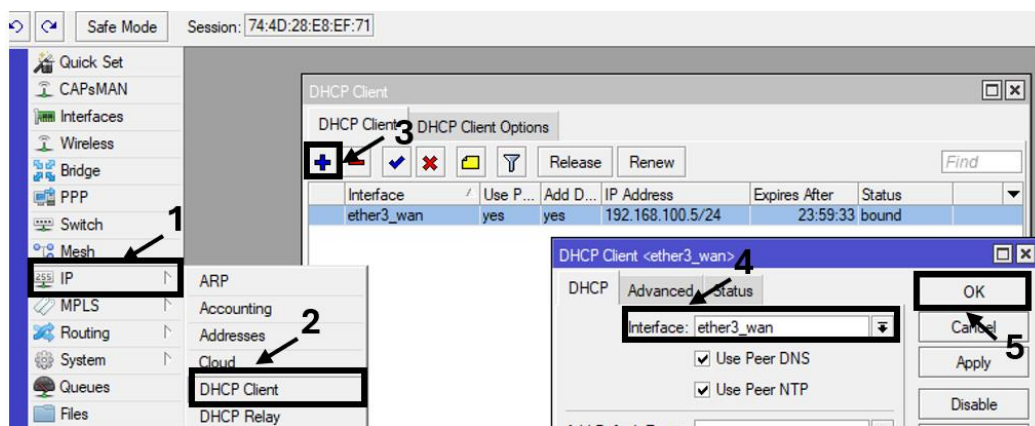 Safe Mode Session: 74:4D:28:E8:EF:71
Quick Set
CAPsMAN
Interfaces
Wireless
Bridge
PPP
Switch
Mesh
255 IP
MPLS
Routing
System
Queues
Files
1
ARP
Accounting
Addresses
Cloud
DHCP Client
DHCP Relay
2
DHCP Client
DHCP Client DHCP Client Options
3
Release Renew Find
Interface Use P... Add D... IP Address Expires After Status
ether3_wan yes yes 192.168.100.5/24 23:59:33 bound
DHCP Client <ether3_wan>
4
DHCP Advanced Status
Interface: ether3_wan
Use Peer DNS
Use Peer NTP
OK
Cancel
5
Apply
Disable